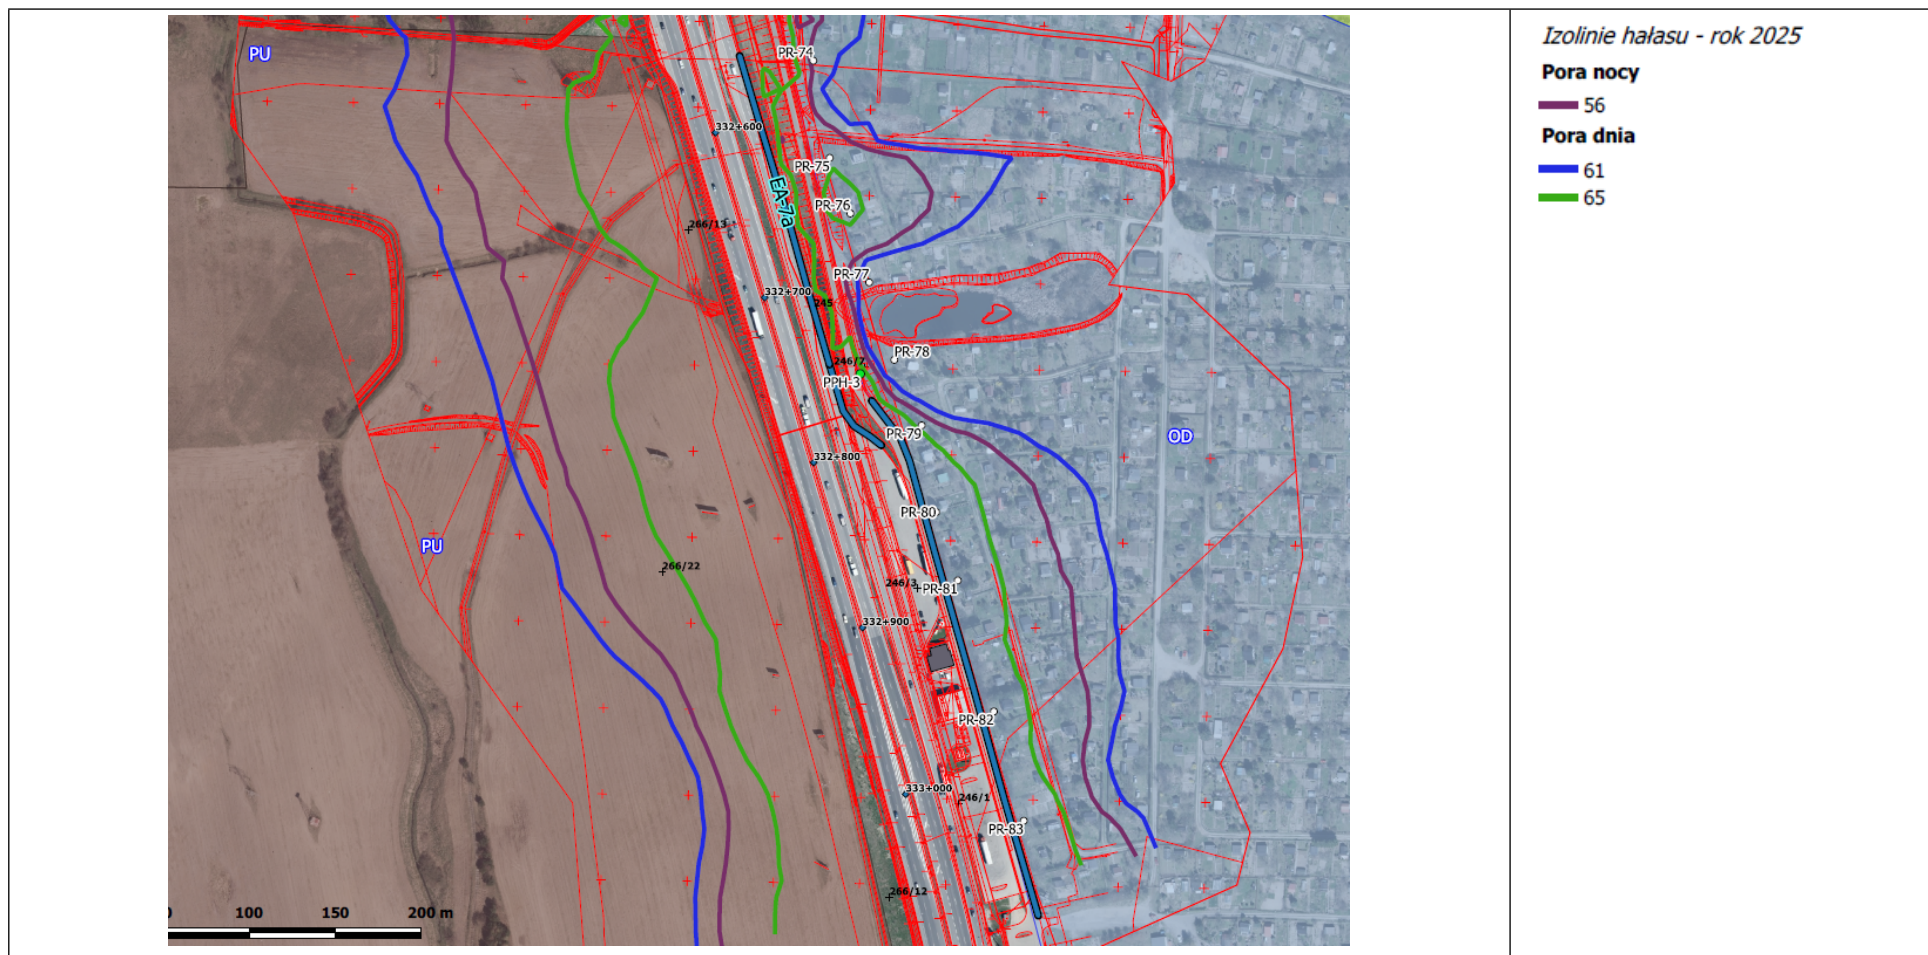 PU
PR-74
332+600
PR-75
EA-7a
PR-76
266/13
PR-77
332+700
245
246/7
PR-78
PPH-3
PR-79
OD
332+800
PR-80
PU
266/22
246/3
PR-81
332+900
PR-82
333+000
246/1
PR-83
266/12
100 150 200 m
Izolinie hałasu - rok 2025
Pora nocy
56
Pora dnia
61
65